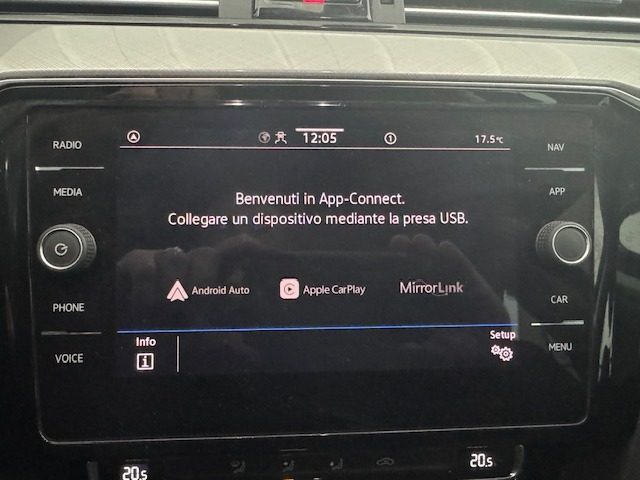 RADIO
MEDIA
PHONE
VOICE
12:05
1
17.5°C
Benvenuti in App-Connect.
Collegare un dispositivo mediante la presa USB.
Android Auto
Apple CarPlay
MirrorLink
Info
i
Setup
NAV
APP
CAR
MENU
20.5
20.5